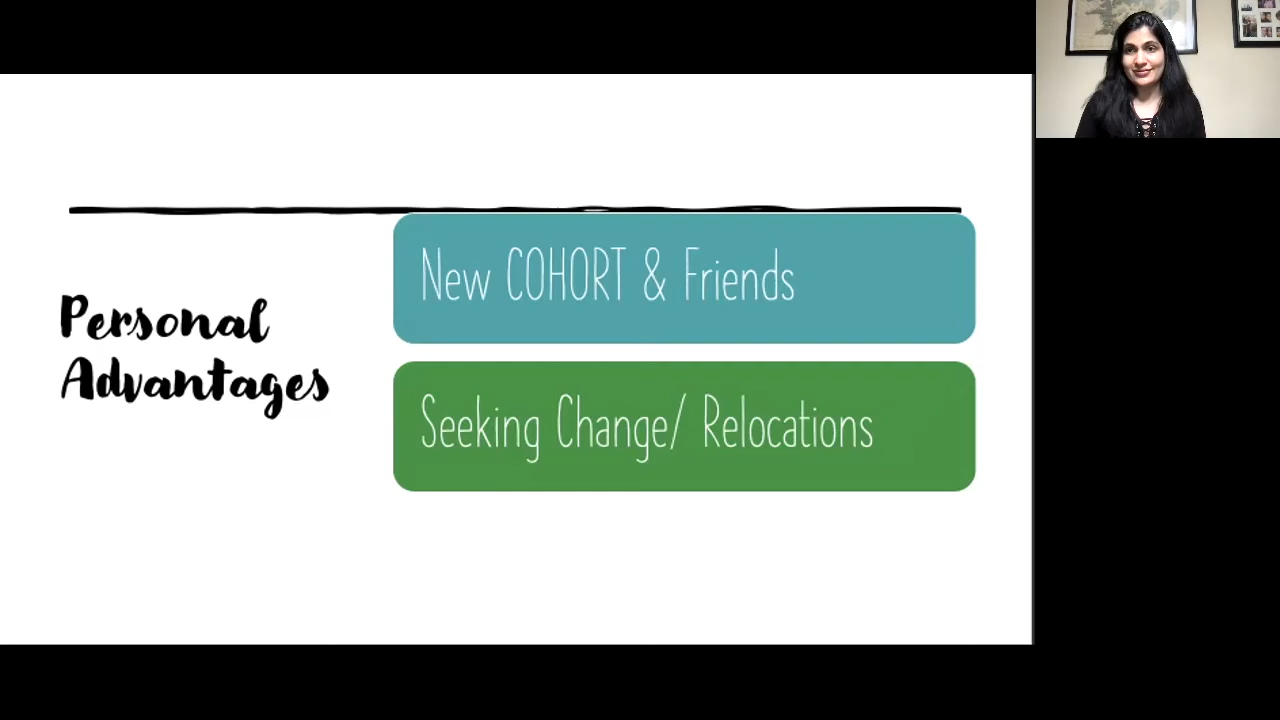 Personal
Advantages
New COHORT & Friends
Seeking Change/ Relocations